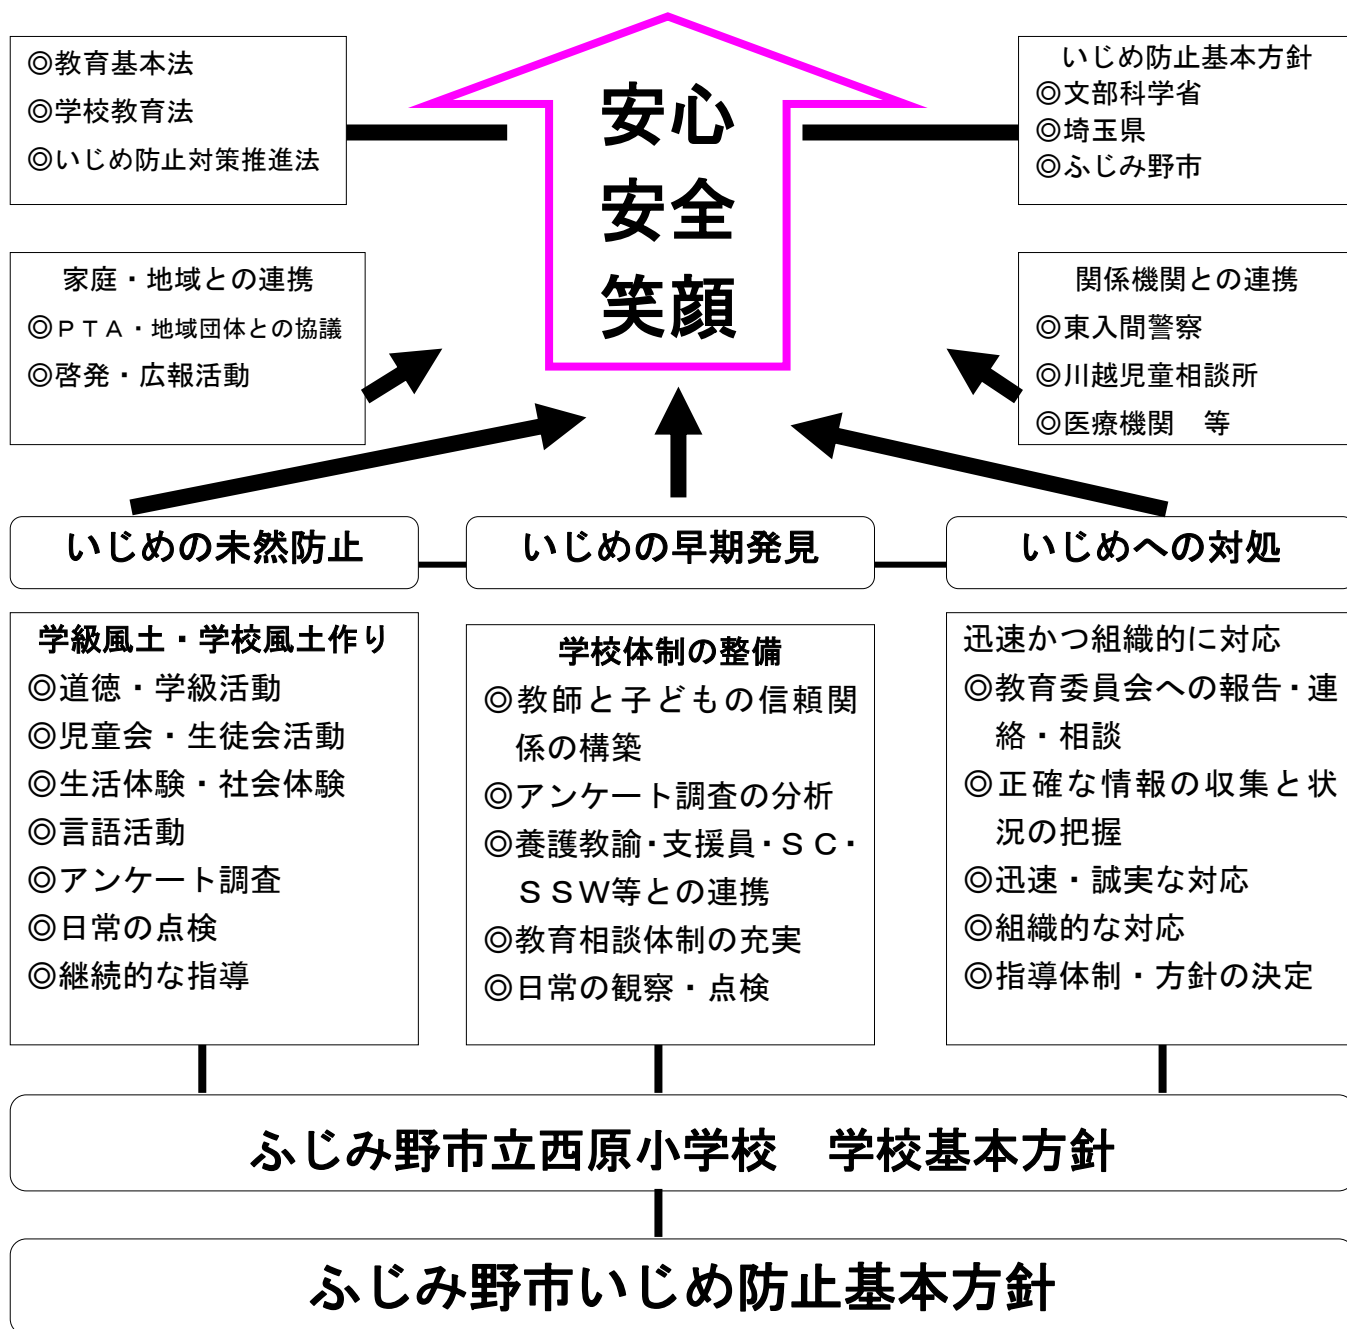 ◎教育基本法
◎学校教育法
◎いじめ防止対策推進法
安心
安全
笑顔
いじめ防止基本方針
◎文部科学省
◎埼玉県
◎ふじみ野市
家庭・地域との連携
◎ＰＴＡ・地域団体との協議
◎啓発・広報活動
関係機関との連携
◎東入間警察
◎川越児童相談所
◎医療機関　等
いじめの未然防止
いじめの早期発見
いじめへの対処
学級風土・学校風土作り
◎道徳・学級活動
◎児童会・生徒会活動
◎生活体験・社会体験
◎言語活動
◎アンケート調査
◎日常の点検
◎継続的な指導
学校体制の整備
◎教師と子どもの信頼関
係の構築
◎アンケート調査の分析
◎養護教諭・支援員・ＳＣ・
ＳＳＷ等との連携
◎教育相談体制の充実
◎日常の観察・点検
迅速かつ組織的に対応
◎教育委員会への報告・連
絡・相談
◎正確な情報の収集と状
況の把握
◎迅速・誠実な対応
◎組織的な対応
◎指導体制・方針の決定
ふじみ野市立西原小学校　学校基本方針
ふじみ野市いじめ防止基本方針